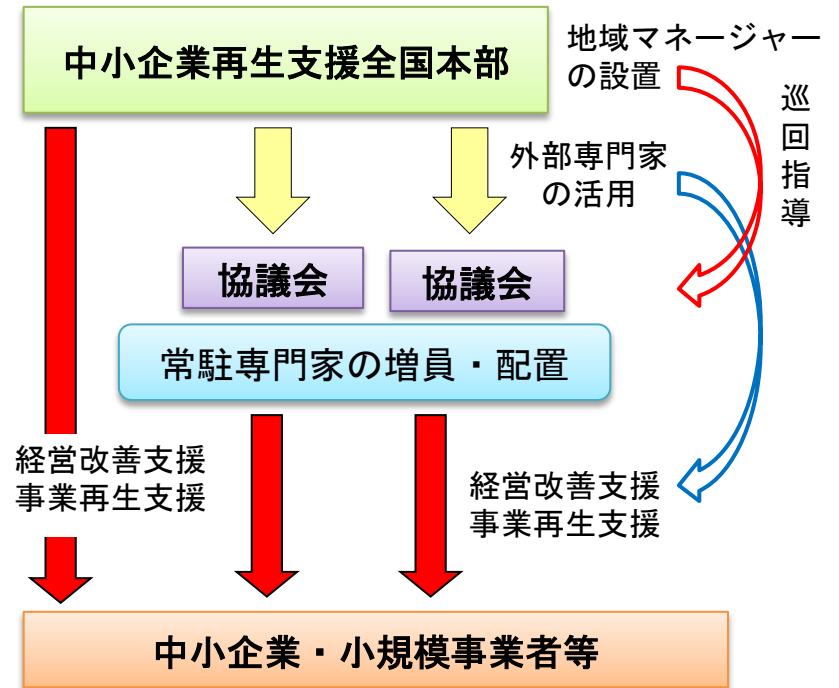 中小企業再生支援全国本部
地域マネージャー
の設置
巡回指導
外部専門家
の活用
協議会
協議会
常駐専門家の増員・配置
経営改善支援
事業再生支援
経営改善支援
事業再生支援
中小企業・小規模事業者等